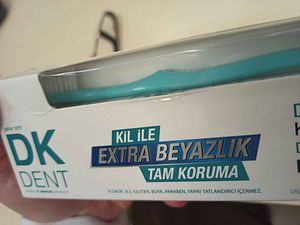 DK
DENT
KİL İLE
EXTRA BEYAZLIK
TAM KORUMA
FLORÜR, SLS, GLUTEN, BOYA, PARABEN, YAPAY TATLANDIRICI İÇERMEZ.